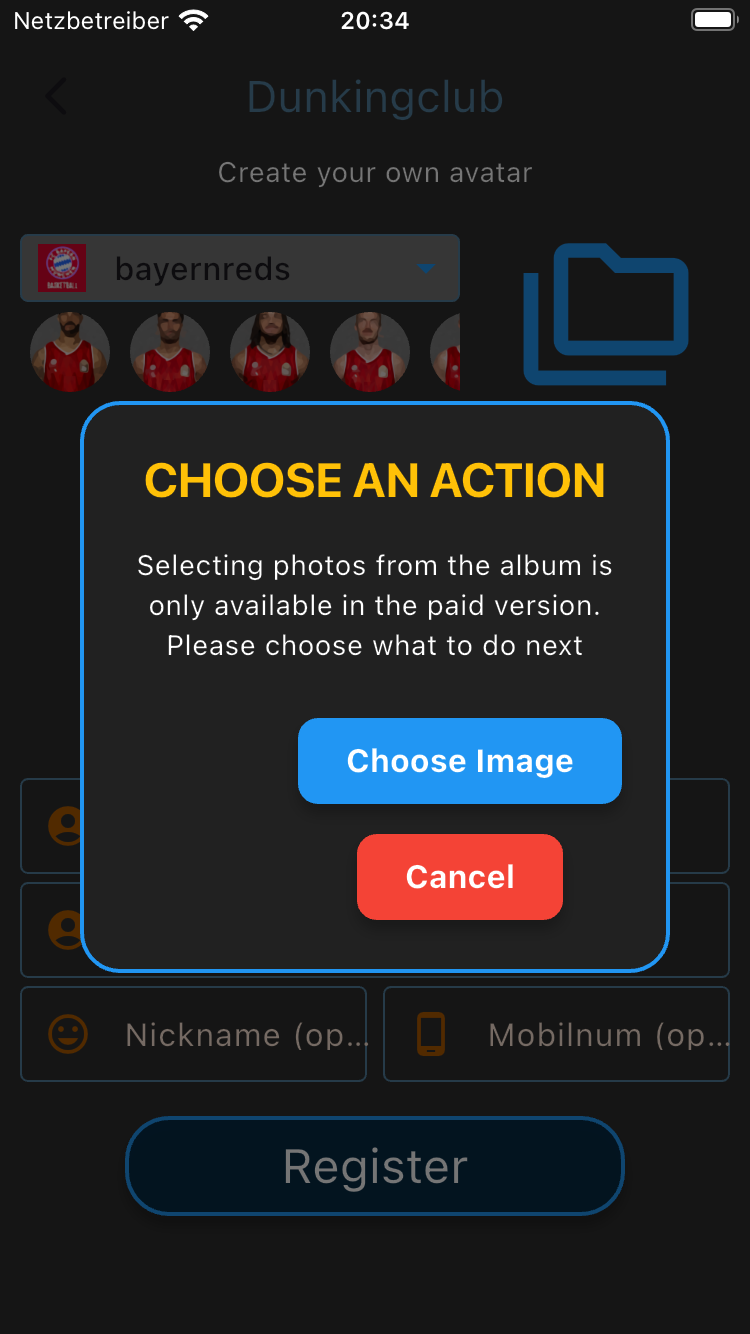 Netzbetreiber 20:34
Dunkingclub
Create your own avatar
bayernreds
CHOOSE AN ACTION
Selecting photos from the album is
only available in the paid version.
Please choose what to do next
Choose Image
Cancel
Nickname (op...
Mobilnum (op...
Register